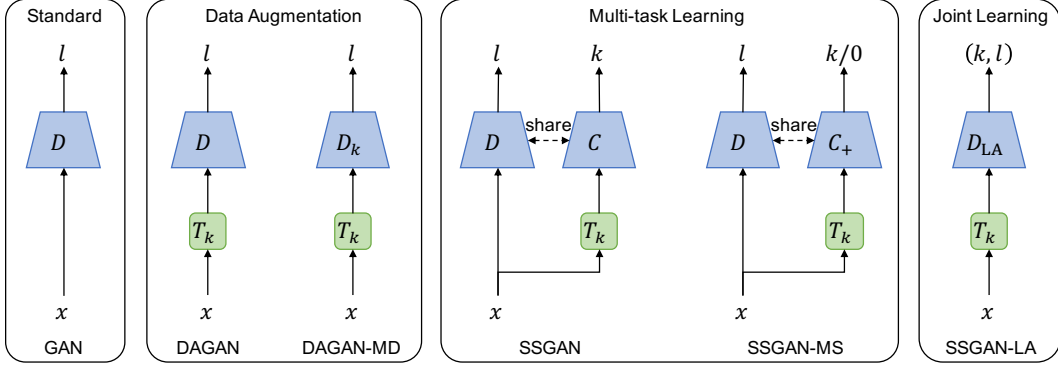 Standard
Data Augmentation
Multi-task Learning
Joint Learning
l
l
l
l
k
l
k/0
(k, l)
share
share
D
D
D_k
D
C
D
C_+
D_LA
T_k
T_k
T_k
T_k
T_k
x
x
x
x
x
x
GAN
DAGAN
DAGAN-MD
SSGAN
SSGAN-MS
SSGAN-LA